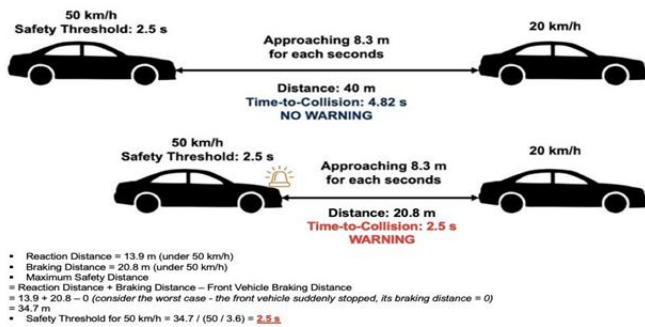 50 km/h
Safety Threshold: 2.5 s
Approaching 8.3 m
for each seconds
20 km/h
Distance: 40 m
Time-to-Collision: 4.82 s
NO WARNING
50 km/h
Safety Threshold: 2.5 s
Approaching 8.3 m
for each seconds
20 km/h
Distance: 20.8 m
Time-to-Collision: 2.5 s
WARNING
▪ Reaction Distance = 13.9 m (under 50 km/h)
▪ Braking Distance = 20.8 m (under 50 km/h)
▪ Maximum Safety Distance
= Reaction Distance + Braking Distance – Front Vehicle Braking Distance
= 13.9 + 20.8 – 0 (consider the worst case - the front vehicle suddenly stopped, its braking distance = 0)
= 34.7 m
▪ Safety Threshold for 50 km/h = 34.7 / (50 / 3.6) = 2.5 s